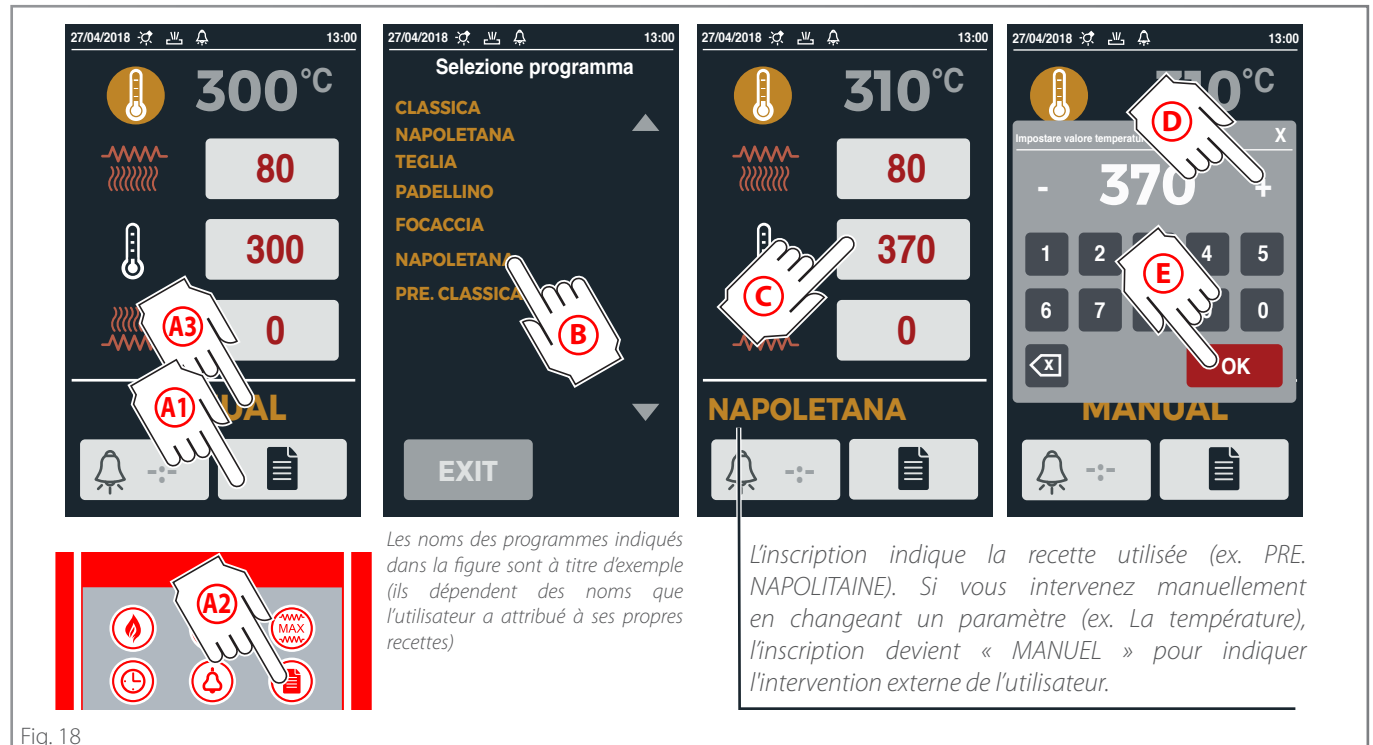 27/04/2018 13:00
300°C
80
300
0
A3
A1
UAL
-:-
A2
MAX
27/04/2018 13:00
Selezione programma
CLASSICA
NAPOLETANA
TEGLIA
PADELLINO
FOCACCIA
NAPOLETANA
PRE. CLASSICA
B
EXIT
Les noms des programmes indiqués
dans la figure sont à titre d'exemple
(ils dépendent des noms que
l'utilisateur a attribué à ses propres
recettes)
27/04/2018 13:00
310°C
80
370
C
0
NAPOLETANA
-:-
27/04/2018 13:00
310°C
D
Impostare valore temperatur
X
- 370 +
1 2 4 5
E
6 7 0
X OK
MANUAL
-:-
L'inscription indique la recette utilisée (ex. PRE.
NAPOLITAINE). Si vous intervenez manuellement
en changeant un paramètre (ex. La température),
l'inscription devient « MANUEL » pour indiquer
l'intervention externe de l'utilisateur.
Fig. 18